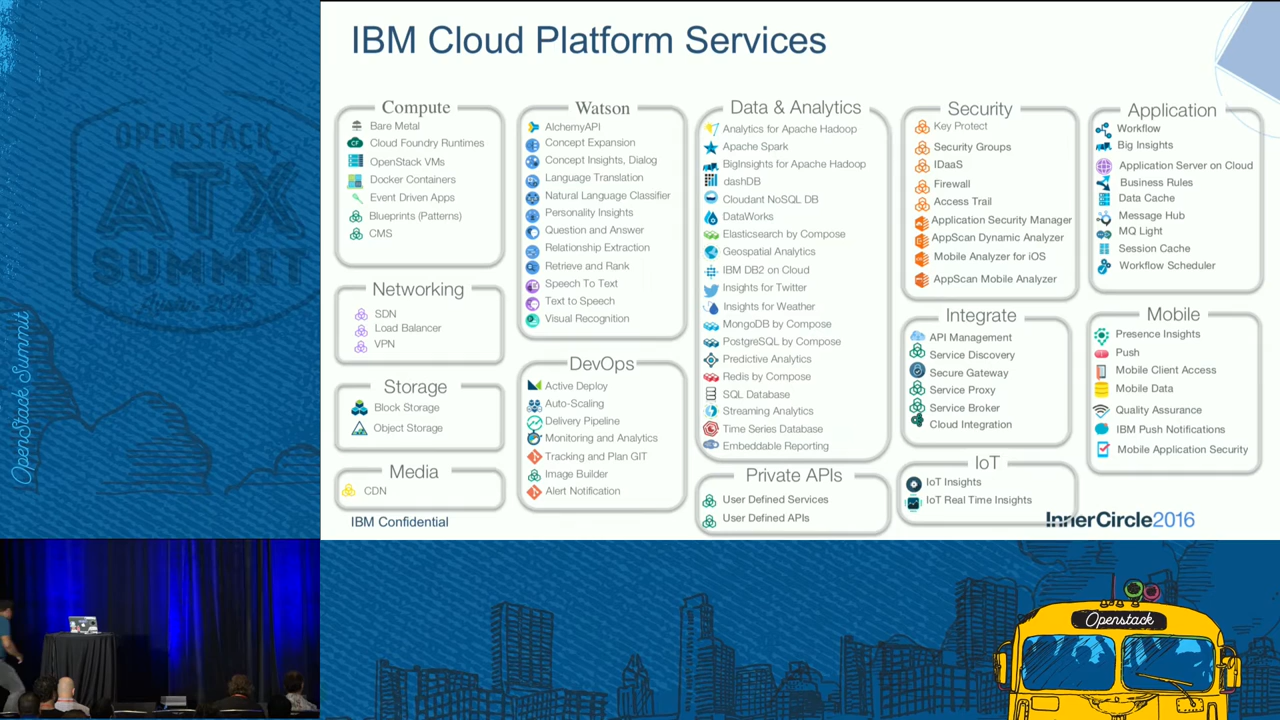 IBM Cloud Platform Services
Compute
Bare Metal
Cloud Foundry Runtimes
OpenStack VMs
Docker Containers
Event Driven Apps
Blueprints (Patterns)
CMS
Networking
SDN
Load Balancer
VPN
Storage
Block Storage
Object Storage
Media
CDN
IBM Confidential
Watson
AlchemyAPI
Concept Expansion
Concept Insights, Dialog
Language Translation
Natural Language Classifier
Personality Insights
Question and Answer
Relationship Extraction
Retrieve and Rank
Speech To Text
Text to Speech
Visual Recognition
DevOps
Active Deploy
Auto-Scaling
Delivery Pipeline
Monitoring and Analytics
Tracking and Plan GIT
Image Builder
Alert Notification
Data & Analytics
Analytics for Apache Hadoop
Apache Spark
BigInsights for Apache Hadoop
dashDB
Cloudant NoSQL DB
DataWorks
Elasticsearch by Compose
Geospatial Analytics
IBM DB2 on Cloud
Insights for Twitter
Insights for Weather
MongoDB by Compose
PostgreSQL by Compose
Predictive Analytics
Redis by Compose
SQL Database
Streaming Analytics
Time Series Database
Embeddable Reporting
Private APIs
User Defined Services
User Defined APIs
Security
Key Protect
Security Groups
IDaaS
Firewall
Access Trail
Application Security Manager
AppScan Dynamic Analyzer
Mobile Analyzer for iOS
AppScan Mobile Analyzer
Integrate
API Management
Service Discovery
Secure Gateway
Service Proxy
Service Broker
Cloud Integration
IoT
IoT Insights
IoT Real Time Insights
Application
Workflow
Big Insights
Application Server on Cloud
Business Rules
Data Cache
Message Hub
MQ Light
Session Cache
Workflow Scheduler
Mobile
Presence Insights
Push
Mobile Client Access
Mobile Data
Quality Assurance
IBM Push Notifications
Mobile Application Security
InnerCircle2016
OPENSTACK
ATX
SUMMIT
OpenStack Summit
Openstack
CF